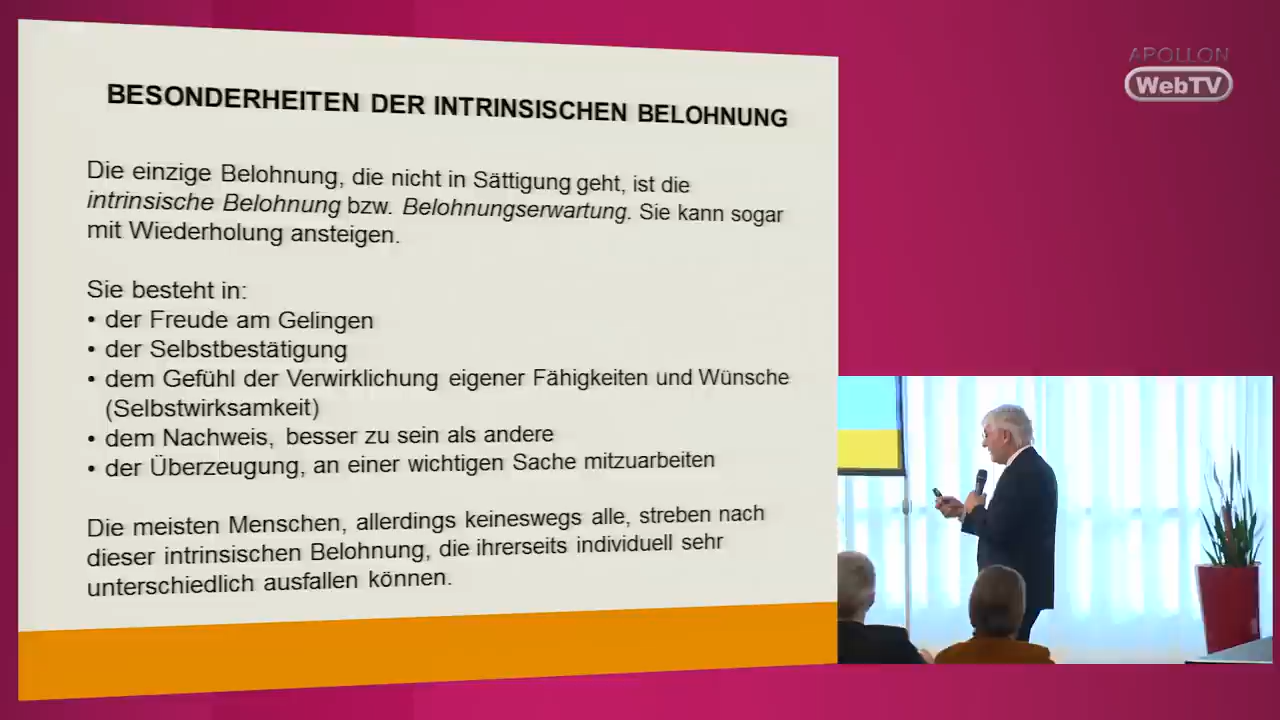 APOLLON
WebTV
BESONDERHEITEN DER INTRINSISCHEN BELOHNUNG
Die einzige Belohnung, die nicht in Sättigung geht, ist die
intrinsische Belohnung bzw. Belohnungserwartung. Sie kann sogar
mit Wiederholung ansteigen.
Sie besteht in:
• der Freude am Gelingen
• der Selbstbestätigung
• dem Gefühl der Verwirklichung eigener Fähigkeiten und Wünsche
(Selbstwirksamkeit)
• dem Nachweis, besser zu sein als andere
• der Überzeugung, an einer wichtigen Sache mitzuarbeiten
Die meisten Menschen, allerdings keineswegs alle, streben nach
dieser intrinsischen Belohnung, die ihrerseits individuell sehr
unterschiedlich ausfallen können.